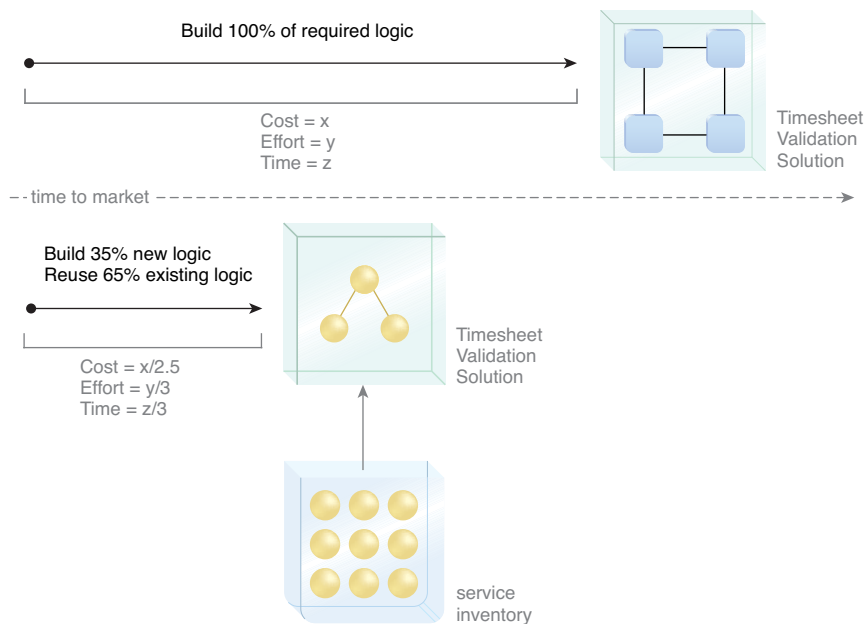 Build 100% of required logic
Cost = x
Effort = y
Time = z
Timesheet
Validation
Solution
time to market
Build 35% new logic
Reuse 65% existing logic
Cost = x/2.5
Effort = y/3
Time = z/3
Timesheet
Validation
Solution
service
inventory